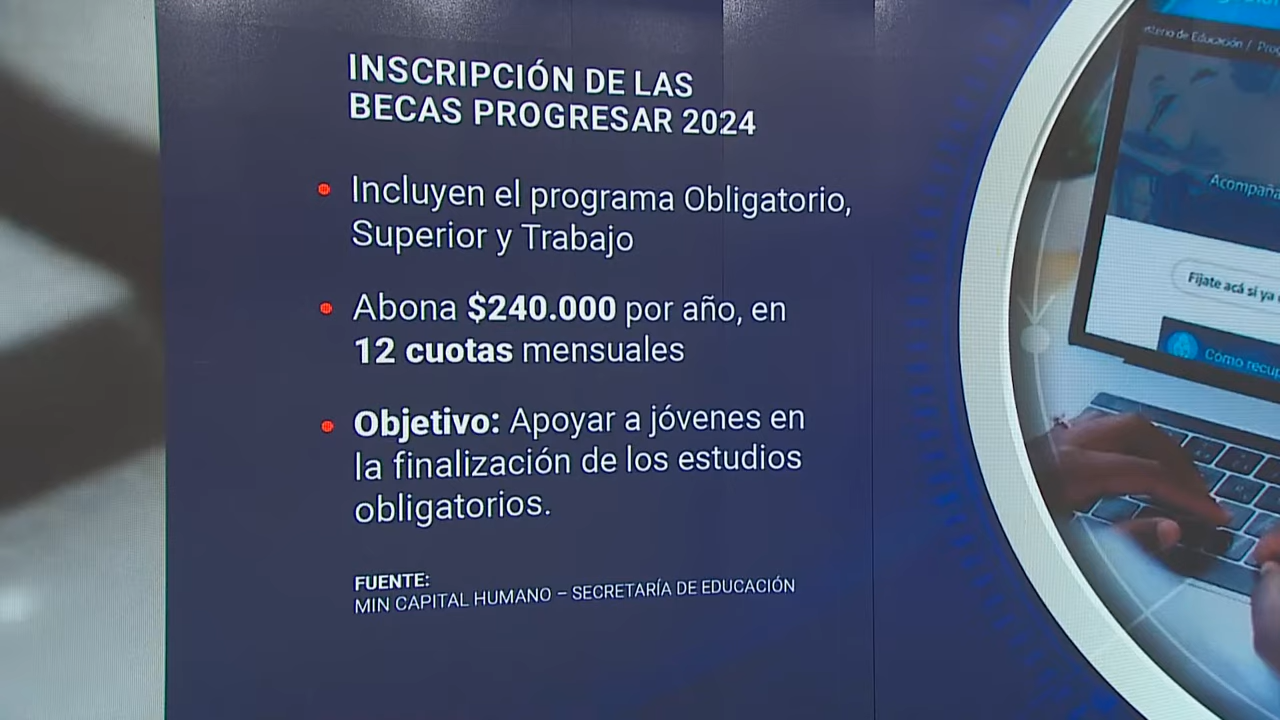 INSCRIPCIÓN DE LAS
BECAS PROGRESAR 2024
Incluyen el programa Obligatorio,
Superior y Trabajo
Abona $240.000 por año, en
12 cuotas mensuales
Objetivo: Apoyar a jóvenes en
la finalización de los estudios
obligatorios.
FUENTE:
MIN CAPITAL HUMANO – SECRETARÍA DE EDUCACIÓN
de Educación /
Fijate acá si ya
Cómo